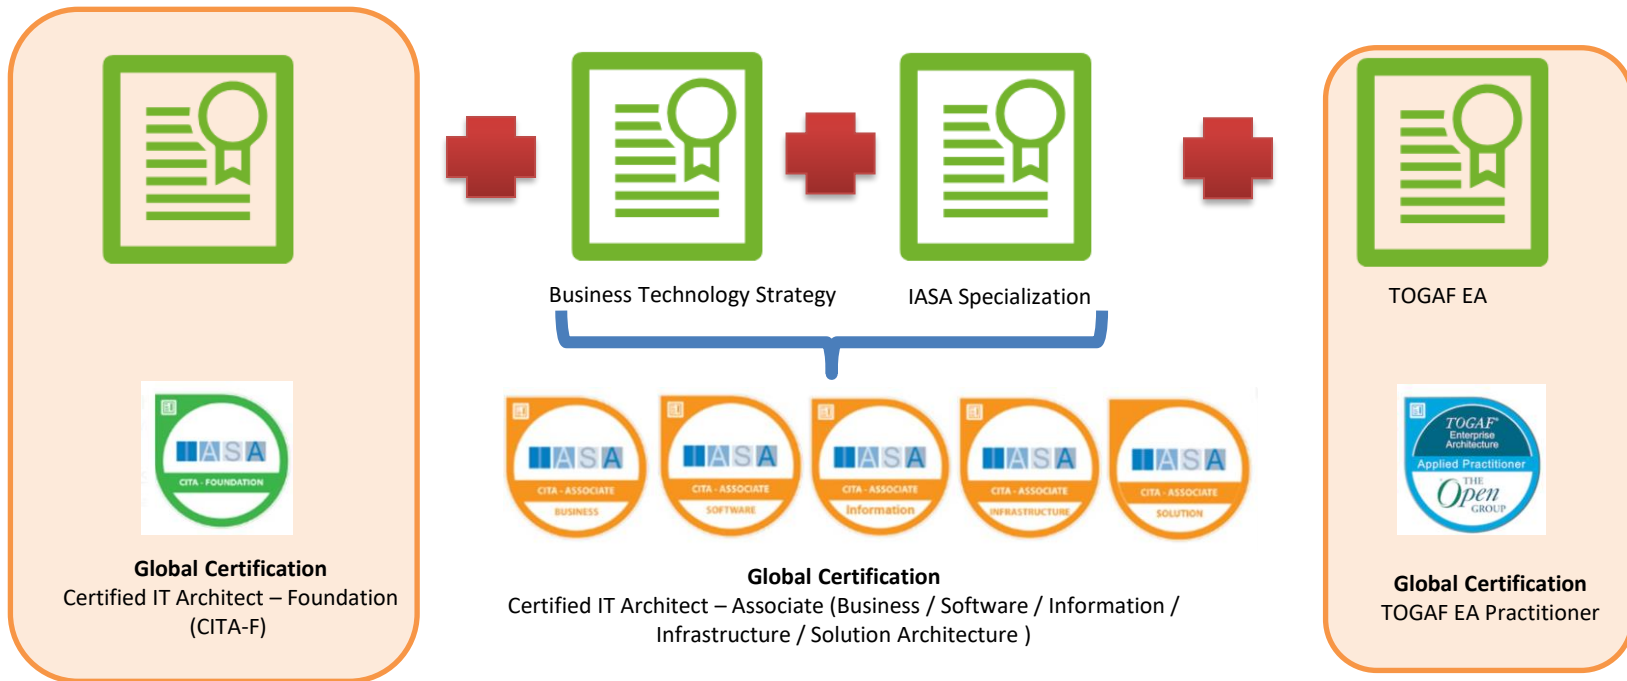 Business Technology Strategy
IASA Specialization
TOGAF EA
IASA
CITA - FOUNDATION
IASA
CITA - ASSOCIATE
BUSINESS
IASA
CITA - ASSOCIATE
SOFTWARE
IASA
CITA - ASSOCIATE
Information
IASA
CITA - ASSOCIATE
INFRASTRUCTURE
IASA
CITA - ASSOCIATE
SOLUTION
TOGAF®
Enterprise
Architecture
Applied Practitioner
THE
Open
GROUP
Global Certification
Certified IT Architect – Foundation
(CITA-F)
Global Certification
Certified IT Architect – Associate (Business / Software / Information /
Infrastructure / Solution Architecture )
Global Certification
TOGAF EA Practitioner